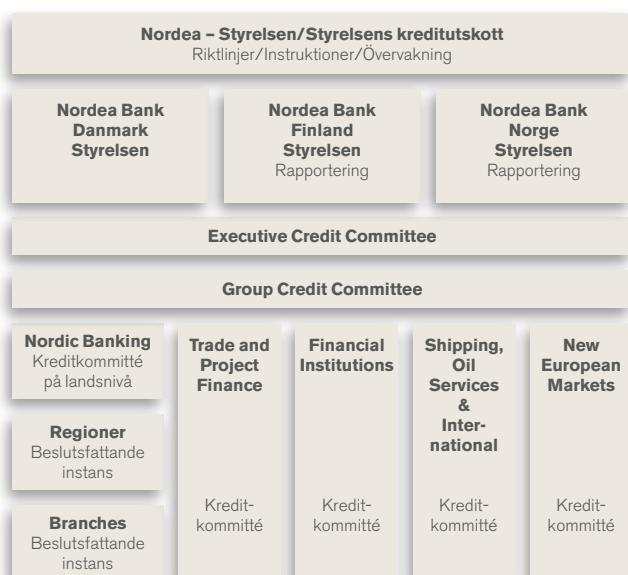 Nordea – Styrelsen/Styrelsens kreditutskott
Riktlinjer/Instruktioner/Övervakning
Nordea Bank
Danmark
Styrelsen
Nordea Bank
Finland
Styrelsen
Rapportering
Nordea Bank
Norge
Styrelsen
Rapportering
Executive Credit Committee
Group Credit Committee
Nordic Banking
Kreditkommitté
på landsnivå
Regioner
Beslutsfattande
instans
Branches
Beslutsfattande
instans
Trade and
Project
Finance
Kredit-
kommitté
Financial
Institutions
Kredit-
kommitté
Shipping,
Oil
Services
&
Inter-
national
Kredit-
kommitté
New
European
Markets
Kredit-
kommitté